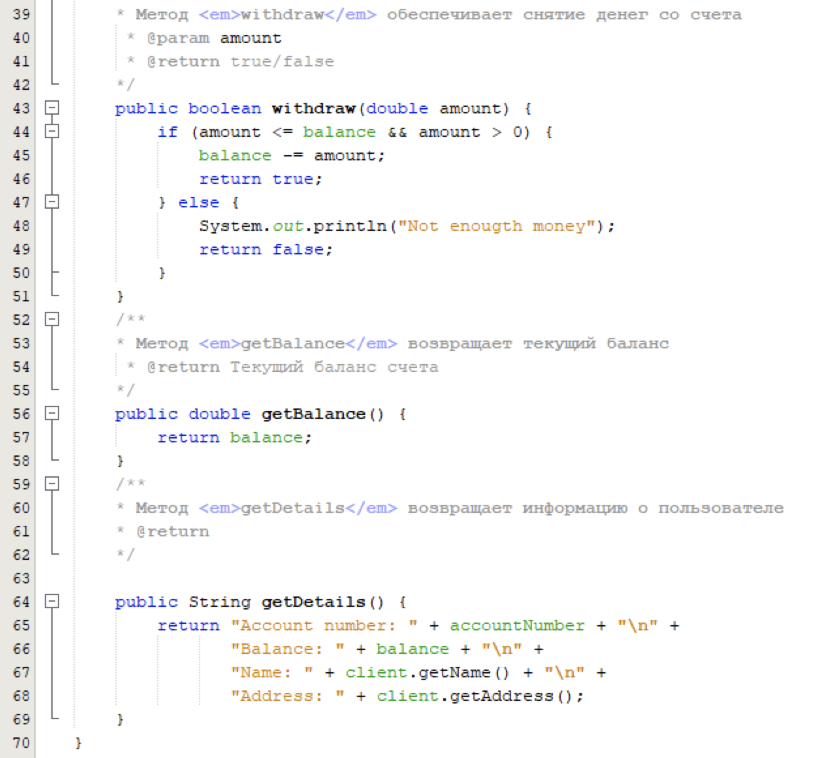 39 * Метод <em>withdraw</em> обеспечивает снятие денег со счета
40 * @param amount
41 * @return true/false
42 */
43 public boolean withdraw(double amount) {
44 if (amount <= balance && amount > 0) {
45 balance -= amount;
46 return true;
47 } else {
48 System.out.println("Not enougth money");
49 return false;
50 }
51 }
52 /**
53 * Метод <em>getBalance</em> возвращает текущий баланс
54 * @return Текущий баланс счета
55 */
56 public double getBalance() {
57 return balance;
58 }
59 /**
60 * Метод <em>getDetails</em> возвращает информацию о пользователе
61 * @return
62 */
63
64 public String getDetails() {
65 return "Account number: " + accountNumber + "\n" +
66 "Balance: " + balance + "\n" +
67 "Name: " + client.getName() + "\n" +
68 "Address: " + client.getAddress();
69 }
70 }